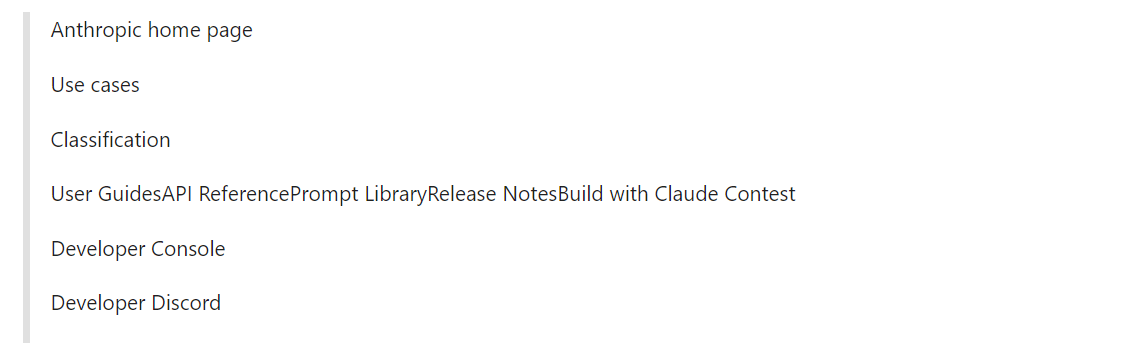 Anthropic home page
Use cases
Classification
User GuidesAPI ReferencePrompt LibraryRelease NotesBuild with Claude Contest
Developer Console
Developer Discord